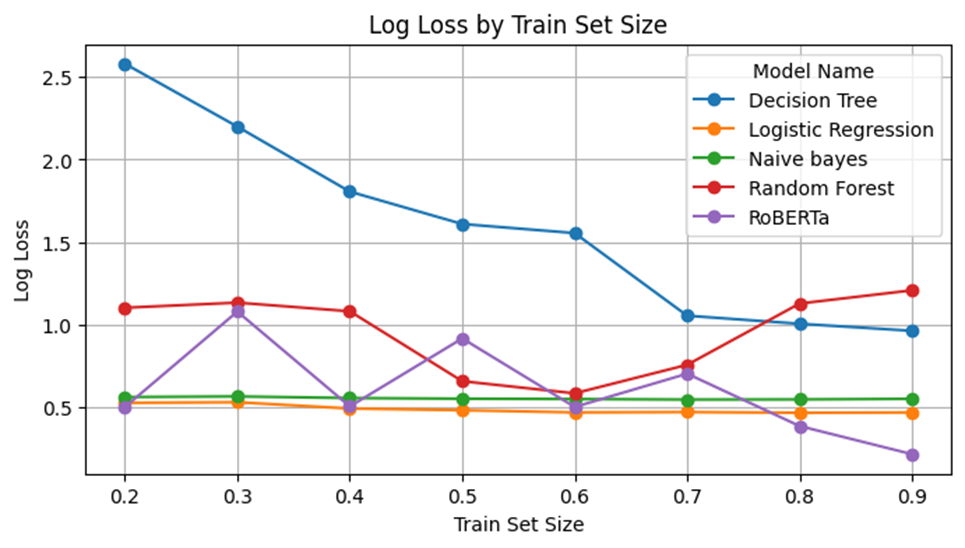 Log Loss by Train Set Size
Model Name
Decision Tree
Logistic Regression
Naive bayes
Random Forest
RoBERTa
Log Loss
2.5
2.0
1.5
1.0
0.5
0.2 0.3 0.4 0.5 0.6 0.7 0.8 0.9
Train Set Size